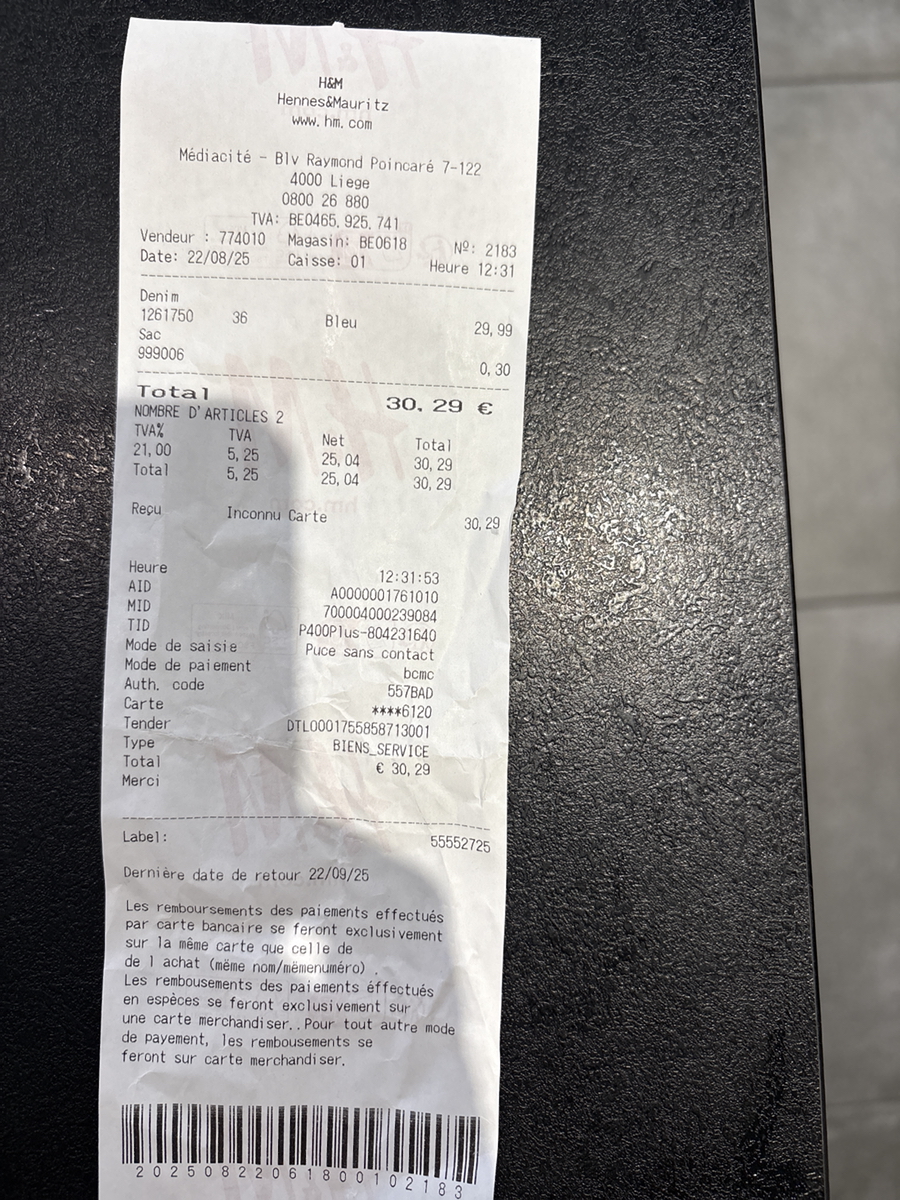 H&M
Hennes&Mauritz
www.hm.com
Médiacité - Blv Raymond Poincaré 7-122
4000 Liege
0800 26 880
TVA: BE0465.925.741
Vendeur : 774010 Magasin: BE0618 Nº: 2183
Date: 22/08/25 Caisse: 01 Heure 12:31
Denim
1261750 36 Bleu 29,99
Sac
999006 0,30
Total 30,29 €
NOMBRE D'ARTICLES 2
TVA% TVA Net Total
21,00 5,25 25,04 30,29
Total 5,25 25,04 30,29
Reçu Inconnu Carte 30,29
Heure 12:31:53
AID A0000001761010
MID 700004000239084
TID P400Plus-804231640
Mode de saisie Puce sans contact
Mode de paiement bcmc
Auth. code 557BAD
Carte ****6120
Tender DTL0001755858713001
Type BIENS_SERVICE
Total € 30,29
Merci
Label: 55552725
Dernière date de retour 22/09/25
Les remboursements des paiements effectués
par carte bancaire se feront exclusivement
sur la même carte que celle de
de l achat (mëme nom/mëmenuméro) .
Les rembousements des paiements éffectués
en espèces se feront exclusivement sur
une carte merchandiser..Pour tout autre mode
de payement, les rembousements se
feront sur carte merchandiser.
2025082206180010 2183